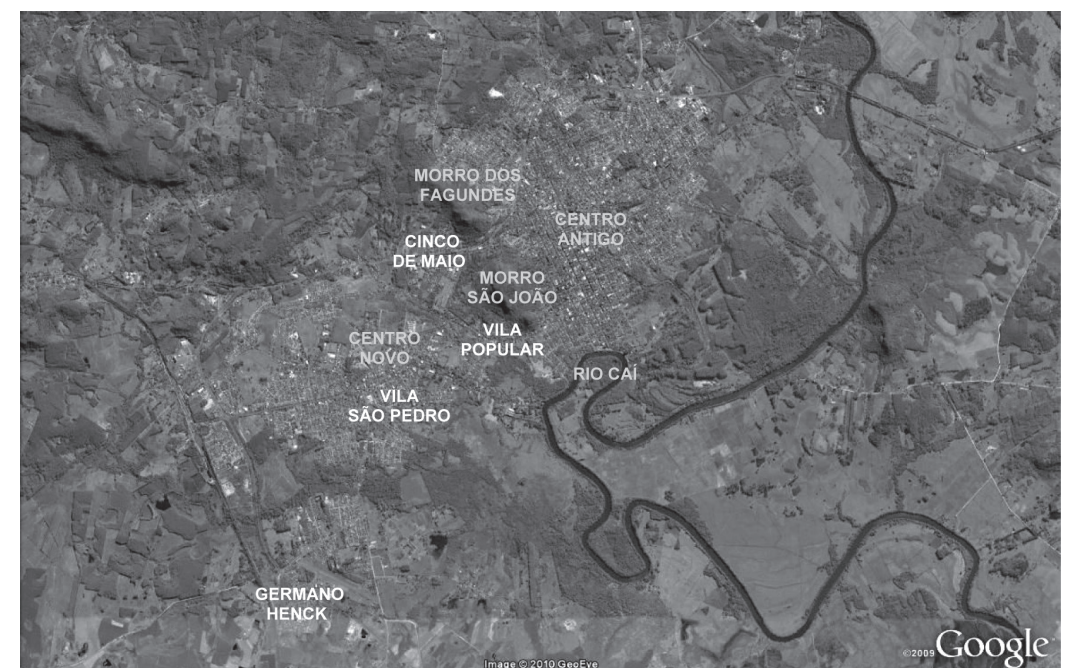 MORRO DOS
FAGUNDES
CENTRO
ANTIGO
CINCO
DE MAIO
MORRO
SÃO JOÃO
VILA
POPULAR
CENTRO
NOVO
RIO CAÍ
VILA
SÃO PEDRO
GERMANO
HENCK
©2009 Google
Image © 2010 GeoEye